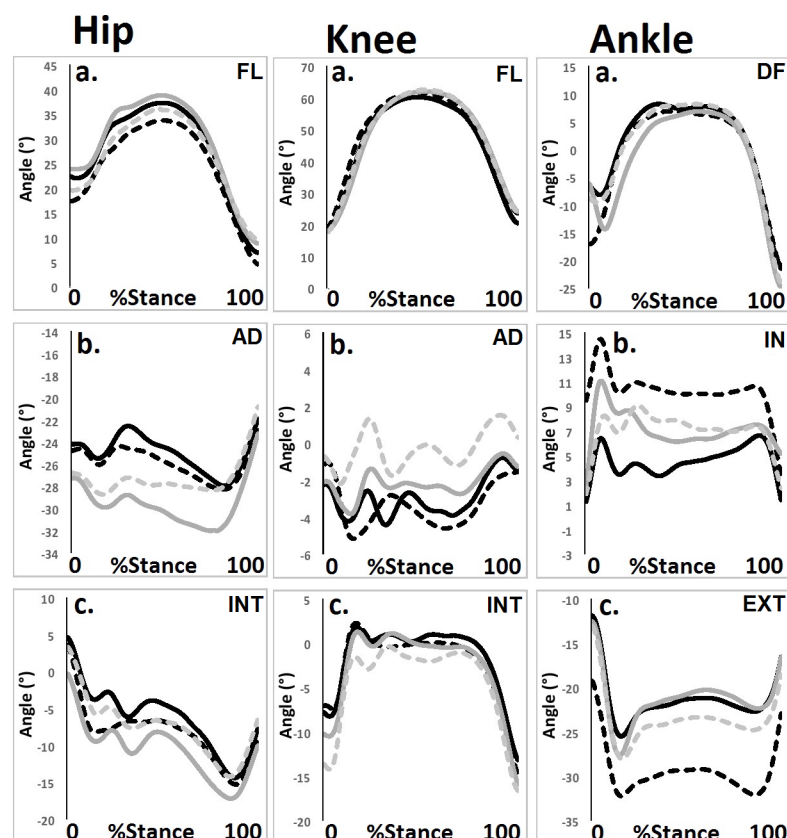 Hip
Knee
Ankle
a.
FL
45
40
35
30
25
20
15
10
5
0
Angle (°)
0 %Stance 100
a.
FL
70
60
50
40
30
20
10
0
Angle (°)
0 %Stance 100
a.
DF
15
10
5
0
-5
-10
-15
-20
-25
Angle (°)
0 %Stance 100
b.
AD
-14
-16
-18
-20
-22
-24
-26
-28
-30
-32
-34
Angle (°)
0 %Stance 100
b.
AD
6
4
2
0
-2
-4
-6
Angle (°)
0 %Stance 100
b.
IN
15
13
11
9
7
5
3
1
-1
-3
Angle (°)
0 %Stance 100
c.
INT
10
5
0
-5
-10
-15
-20
Angle (°)
0 %Stance 100
c.
INT
5
0
-5
-10
-15
-20
Angle (°)
0 %Stance 100
c.
EXT
-10
-15
-20
-25
-30
-35
Angle (°)
0 %Stance 100